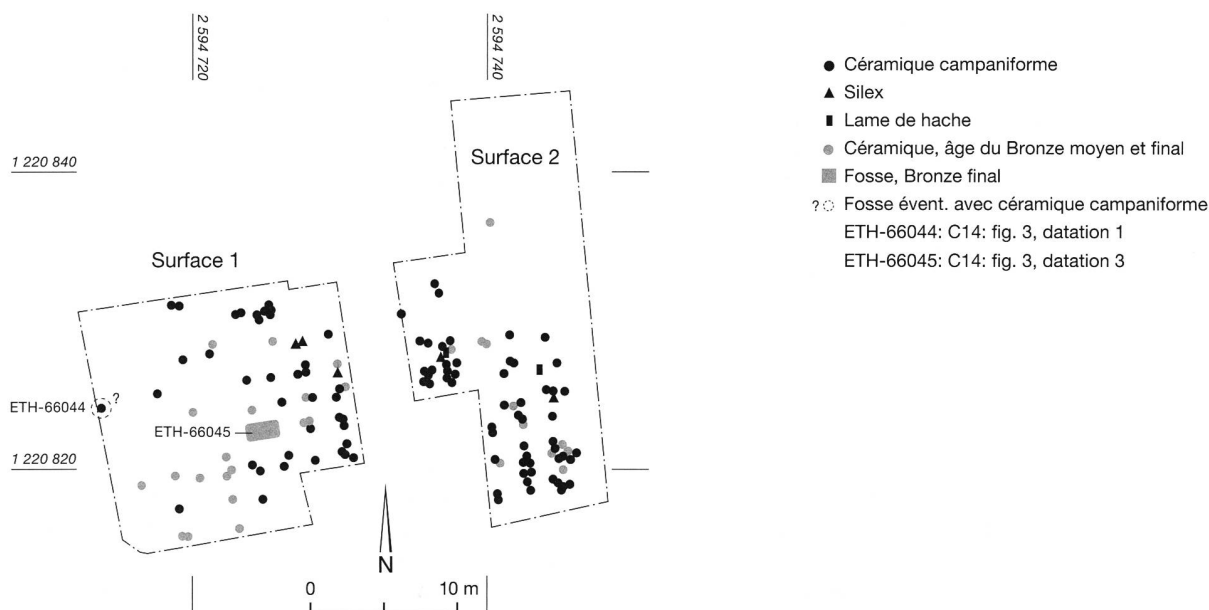 2 594 720
2 594 740
1 220 840
Surface 2
Surface 1
ETH-66044
?
ETH-66045
1 220 820
N
0 10 m
Céramique campaniforme
Silex
Lame de hache
Céramique, âge du Bronze moyen et final
Fosse, Bronze final
? Fosse évent. avec céramique campaniforme
ETH-66044: C14: fig. 3, datation 1
ETH-66045: C14: fig. 3, datation 3